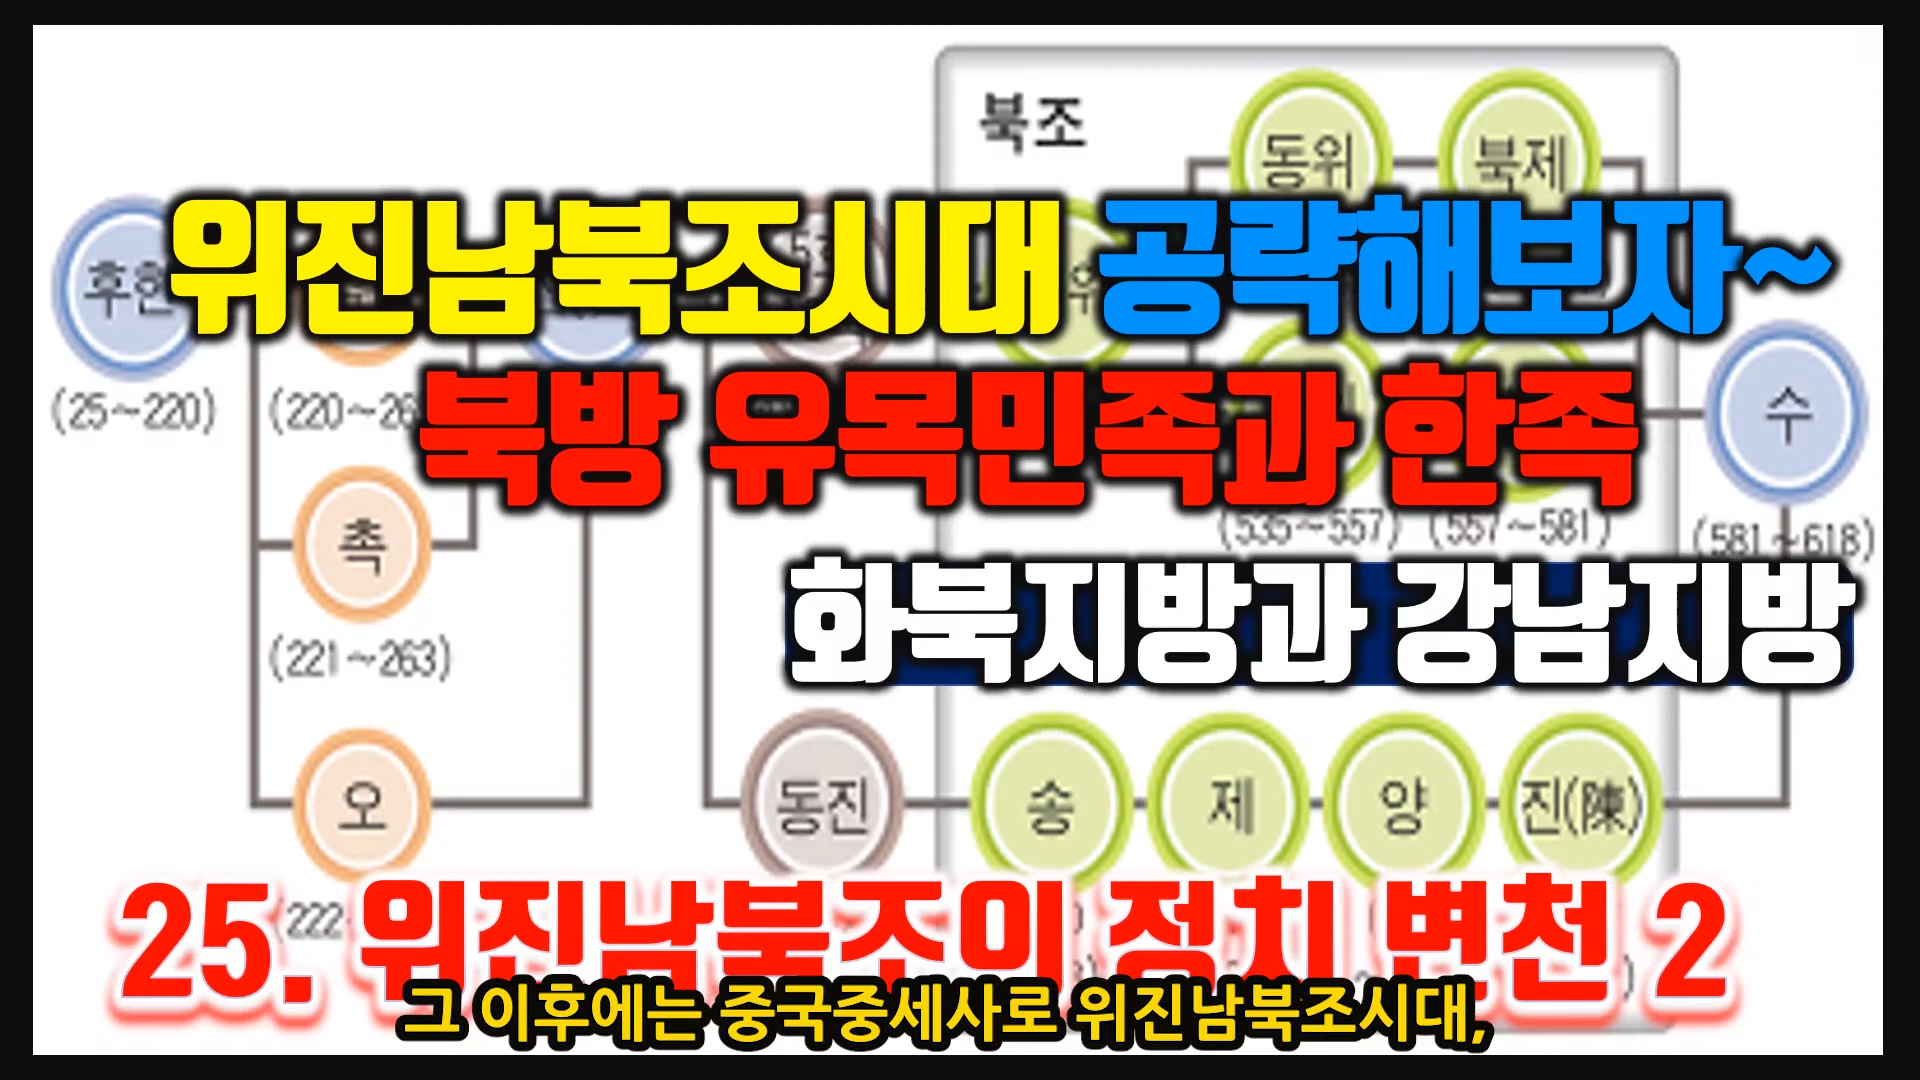 북조
동위 북제
위진남북조시대 공략해보자~
(25~220)
북방 유목민족과 한족
수
(535~557) (557~581) (581~618)
촉
화북지방과 강남지방
(221~263)
오 동진 송 제 양 진(陳)
25. 위진남북조의 정치 변천 2
그 이후에는 중국중세사로 위진남북조시대,